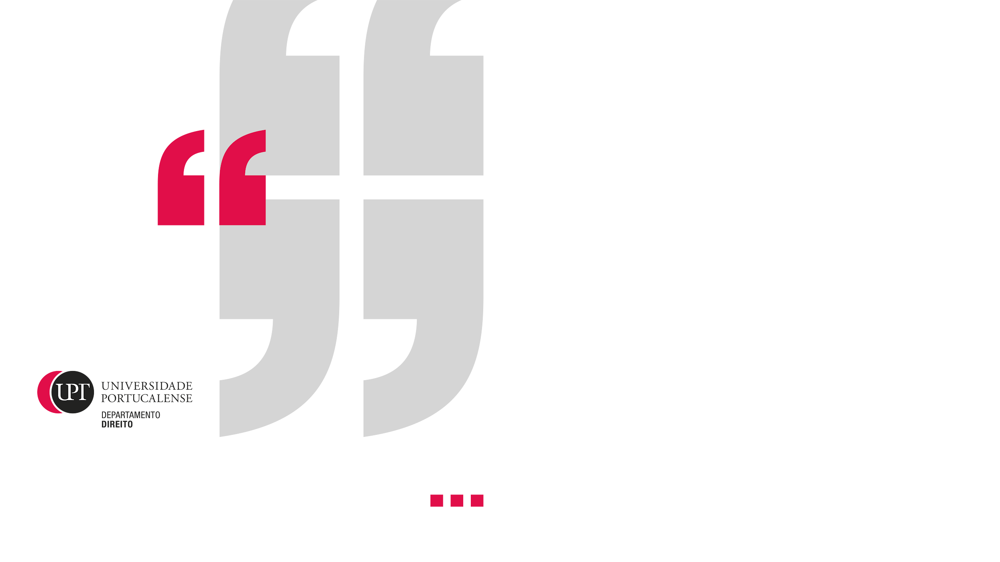 UPT
UNIVERSIDADE
PORTUCALENSE
DEPARTAMENTO
DIREITO